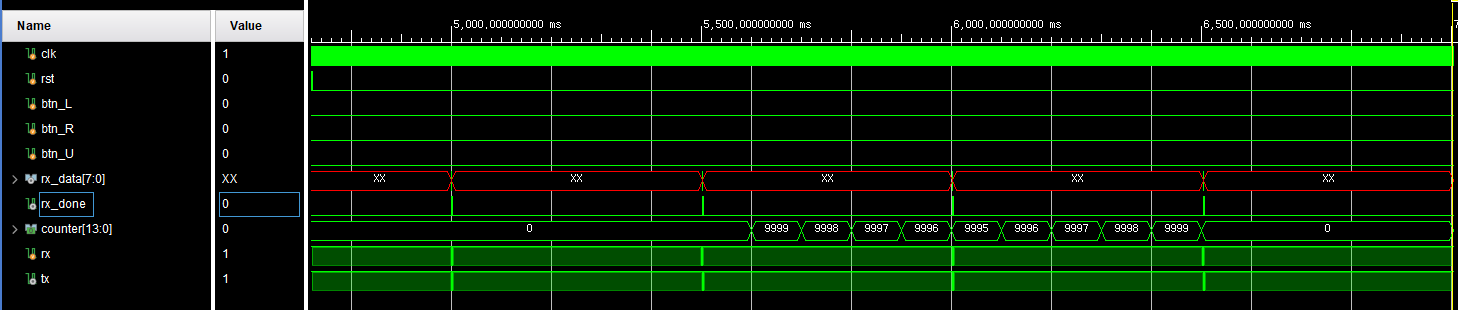 Name Value
5,000,000000000 ms 5,500,000000000 ms 6,000,000000000 ms 6,500,000000000 ms 7
clk 1
rst 0
btn_L 0
btn_R 0
btn_U 0
rx_data[7:0] XX XX XX XX XX XX
rx_done 0
counter[13:0] 0 0 9999 9998 9997 9996 9995 9996 9997 9998 9999 0
rx 1
tx 1